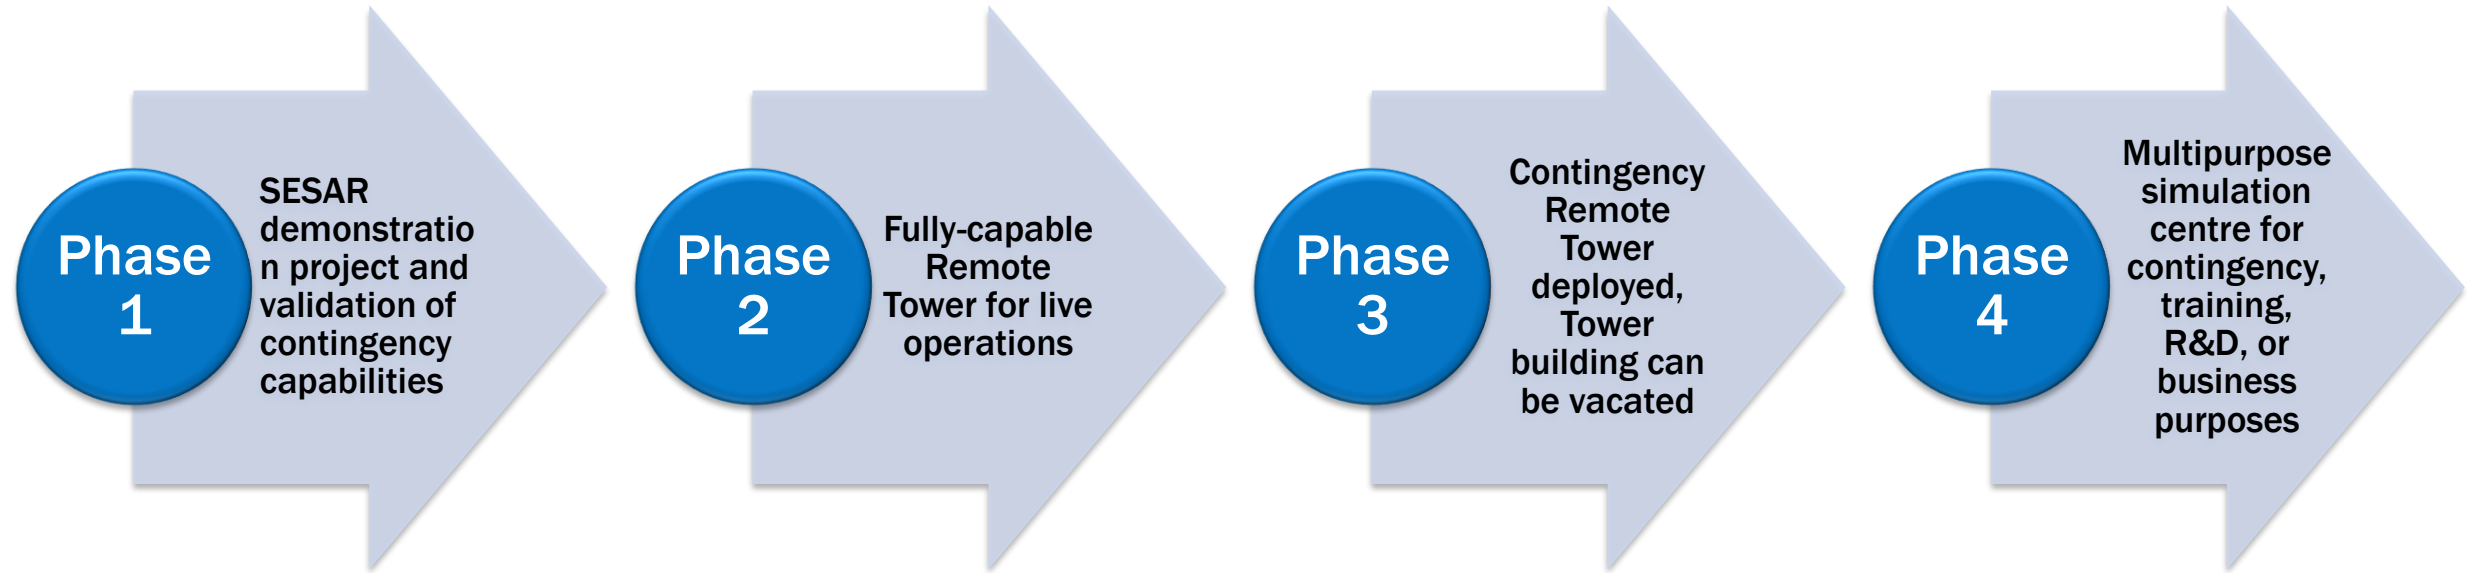 Phase
1
SESAR
demonstratio
n project and
validation of
contingency
capabilities
Phase
2
Fully-capable
Remote
Tower for live
operations
Phase
3
Contingency
Remote
Tower
deployed,
Tower
building can
be vacated
Phase
4
Multipurpose
simulation
centre for
contingency,
training,
R&D, or
business
purposes